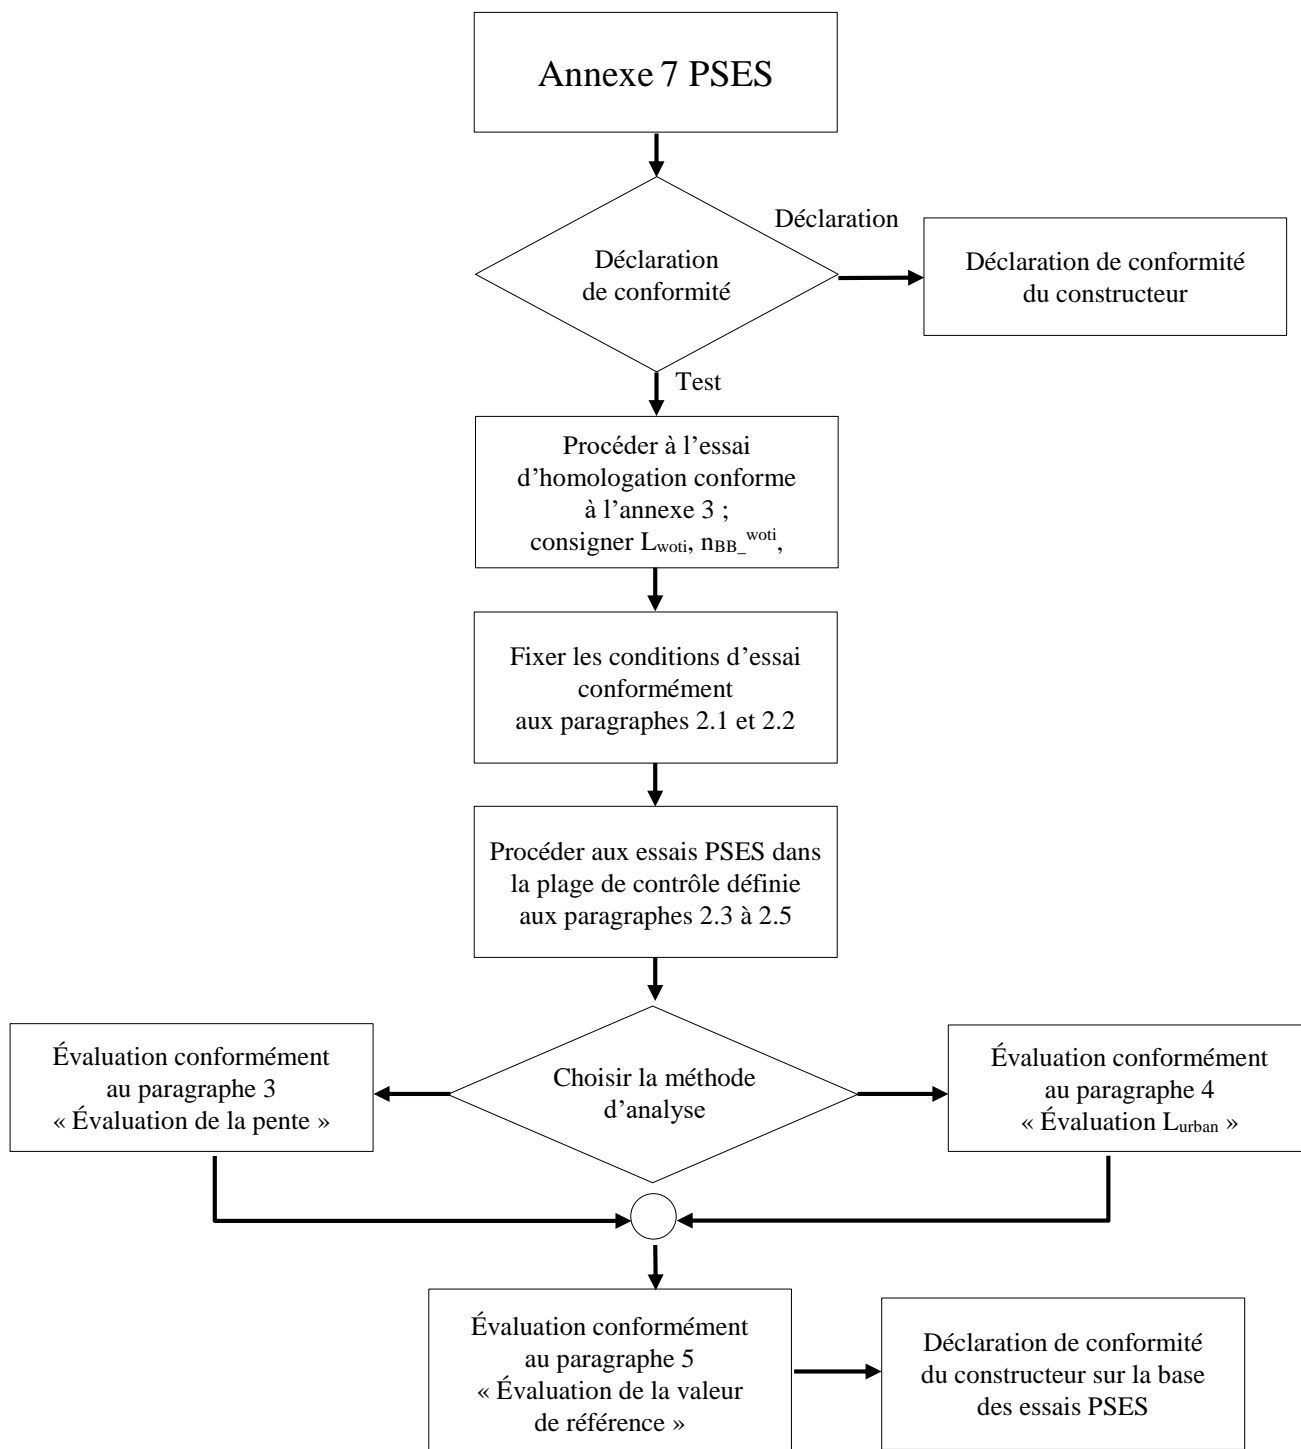 Annexe 7 PSES
Déclaration
Déclaration
de conformité
Déclaration de conformité
du constructeur
Test
Procéder à l’essai
d’homologation conforme
à l’annexe 3 ;
consigner Lwoti, nBB_woti,
Fixer les conditions d’essai
conformément
aux paragraphes 2.1 et 2.2
Procéder aux essais PSES dans
la plage de contrôle définie
aux paragraphes 2.3 à 2.5
Évaluation conformément
au paragraphe 3
« Évaluation de la pente »
Choisir la méthode
d’analyse
Évaluation conformément
au paragraphe 4
« Évaluation Lurban »
Évaluation conformément
au paragraphe 5
« Évaluation de la valeur
de référence »
Déclaration de conformité
du constructeur sur la base
des essais PSES